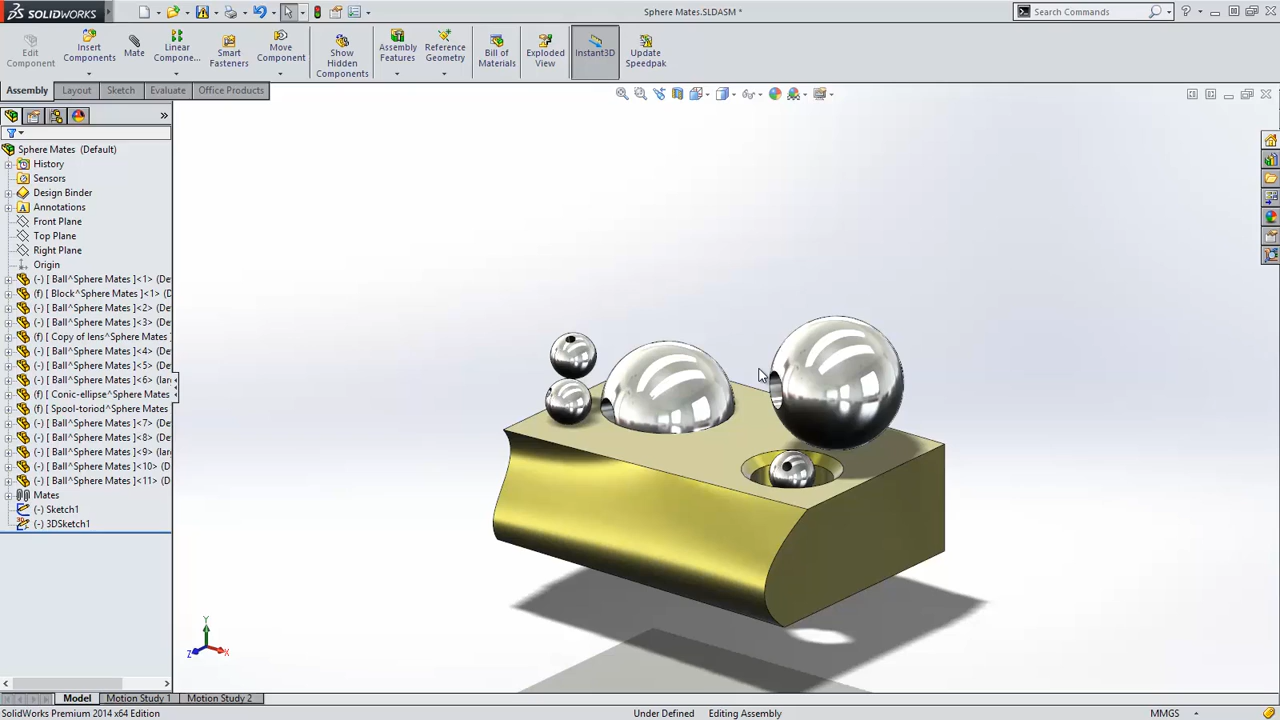 SOLIDWORKS
Sphere Mates.SLDASM *
Search Commands
Edit Component
Insert Components
Mate
Linear Compone...
Smart Fasteners
Move Component
Show Hidden Components
Assembly Features
Reference Geometry
Bill of Materials
Exploded View
Instant3D
Update Speedpak
Assembly
Layout
Sketch
Evaluate
Office Products
Sphere Mates (Default)
History
Sensors
Design Binder
Annotations
Front Plane
Top Plane
Right Plane
Origin
(-) [ Ball^Sphere Mates ]<1> (De
(f) [ Block^Sphere Mates ]<1> (
(-) [ Ball^Sphere Mates ]<2> (De
(-) [ Ball^Sphere Mates ]<3> (De
(f) [ Copy of lens^Sphere Mates
(-) [ Ball^Sphere Mates ]<4> (De
(-) [ Ball^Sphere Mates ]<5> (De
(-) [ Ball^Sphere Mates ]<6> (lar
(f) [ Conic-ellipse^Sphere Mates
(f) [ Spool-toriod^Sphere Mates
(-) [ Ball^Sphere Mates ]<7> (De
(-) [ Ball^Sphere Mates ]<8> (De
(-) [ Ball^Sphere Mates ]<9> (larg
(-) [ Ball^Sphere Mates ]<10> (D
(-) [ Ball^Sphere Mates ]<11> (D
Mates
(-) Sketch1
(-) 3DSketch1
Y
Z
X
Model
Motion Study 1
Motion Study 2
SolidWorks Premium 2014 x64 Edition
Under Defined
Editing Assembly
MMGS